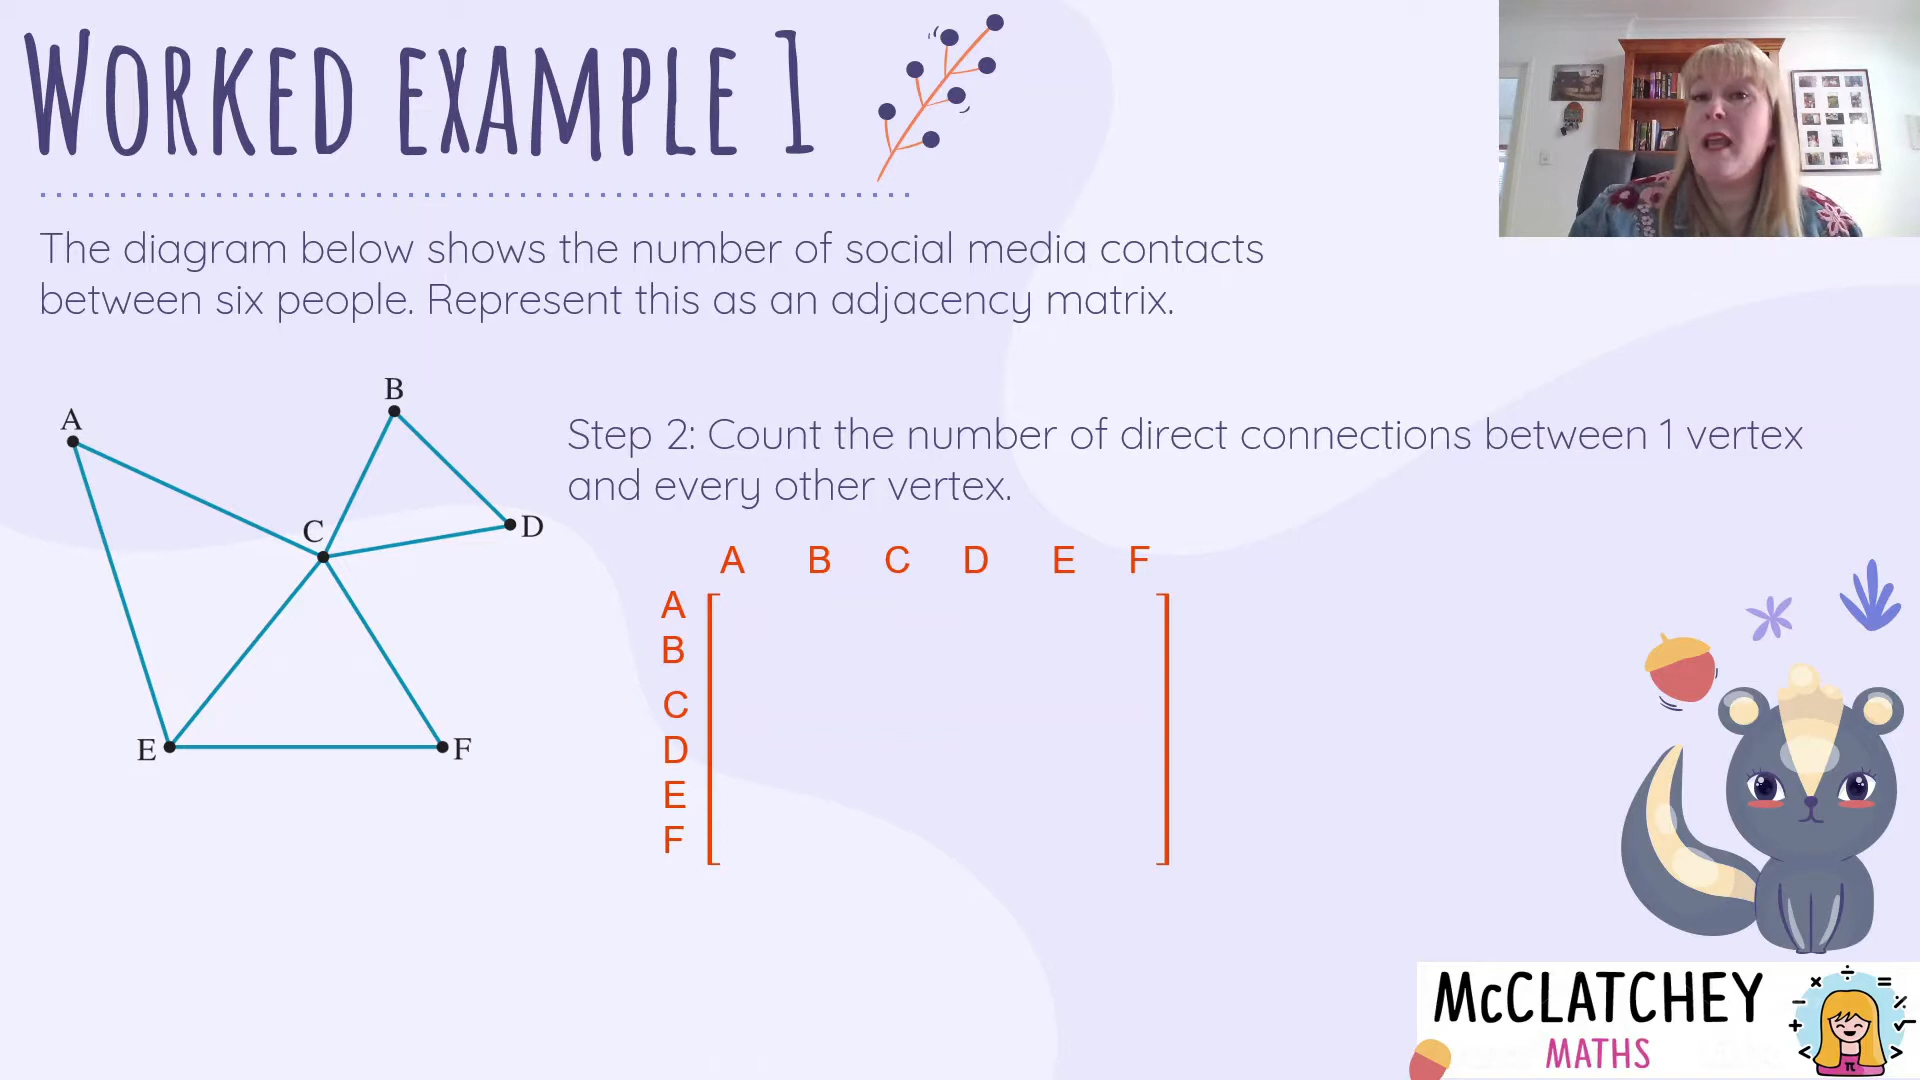 WORKED EXAMPLE 1
The diagram below shows the number of social media contacts
between six people. Represent this as an adjacency matrix.
A
B
C
D
E
F
Step 2: Count the number of direct connections between 1 vertex
and every other vertex.
A B C D E F
A
B
C
D
E
F
McCLATCHEY
MATHS